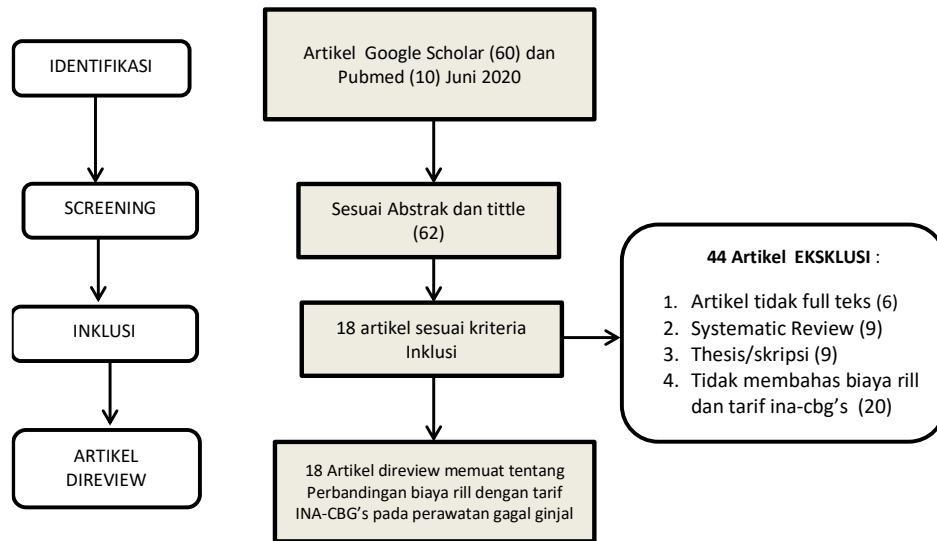 IDENTIFIKASI
Artikel Google Scholar (60) dan
Pubmed (10) Juni 2020
SCREENING
Sesuai Abstrak dan tittle
(62)
INKLUSI
18 artikel sesuai kriteria
Inklusi
44 Artikel EKSKLUSI :
1. Artikel tidak full teks (6)
2. Systematic Review (9)
3. Thesis/skripsi (9)
4. Tidak membahas biaya rill
dan tarif ina-cbg’s (20)
ARTIKEL
DIREVIEW
18 Artikel direview memuat tentang
Perbandingan biaya rill dengan tarif
INA-CBG’s pada perawatan gagal ginjal